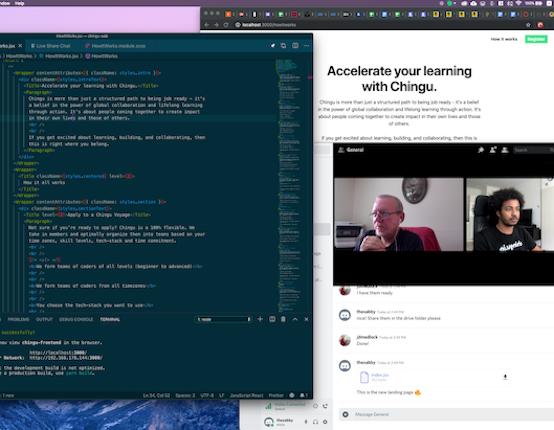 Help
HowItWorks.jsx — chingu-web
Works.jsx
Live Share Chat
HowItWorks.module.scss
HowItWorks.jsx
HowItWorks
<Wrapper contentAttributes={{ className: styles.intro }}>
<div className={styles.introText}>
<Title>Accelerate your learning with Chingu.</Title>
<Paragraph>
Chingu is more than just a structured path to being job ready - it's
a belief in the power of global collaboration and lifelong learning
through action. It's about people coming together to create impact
in their own lives and those of others.
<br />
<br />
If you get excited about learning, building, and collaborating, then
this is right where you belong.
</Paragraph>
</div>
</Wrapper>
<Wrapper>
<Title className={styles.centered} level={2}>
How it all works
</Title>
</Wrapper>
<Wrapper contentAttributes={{ className: styles.section }}>
<div className={styles.sectionText}>
<Title level={3}>Apply to a Chingu Voyage</Title>
<Paragraph>
Not sure if you're ready to apply? Chingu is a 100% flexible. We
take in members and optionally organize them into teams based on your
time zones, skill levels, tech-stack and time commitment.
<br />
<br />
<br />
We form teams of coders of all levels (beginner to advanced)
<br />
We form teams of coders from all timezones
<br />
You choose the tech-stack you want to use
<br />
PROBLEMS
OUTPUT
DEBUG CONSOLE
TERMINAL
1: node
successfully!
now view chingu-frontend in the browser.
http://localhost:3000/
Network: http://192.168.178.144:3000/
the development build is not optimized.
a production build, use yarn build.
Ln 34, Col 52
Spaces: 2
UTF-8
LF
JavaScript React
Prettier
100%
localhost:3000/howitworks
How it works
Register
Accelerate your learning
with Chingu.
Chingu is more than just a structured path to being job ready - it's a belief
in the power of global collaboration and lifelong learning through action. It's
about people coming together to create impact in their own lives and those
of others.
If you get excited about learning, building, and collaborating, then this is
General
Search
I have them ready
thexabby
nice! Share them in the drive folder please
jdmedlock
Done!
thexabby
index.jsx
This is the new landing page
Message General
thexabby